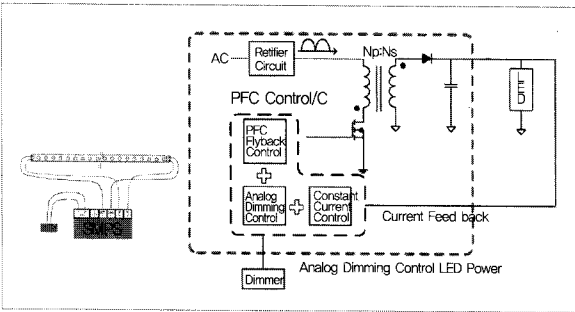 AC
Retifier
Circuit
Np:Ns
PFC Control/C
PFC
Flyback
Control
Analog
Dimming
Control
Constant
Current
Control
LED
Current Feed back
SMPS
Dimmer
Analog Dimming Control LED Power